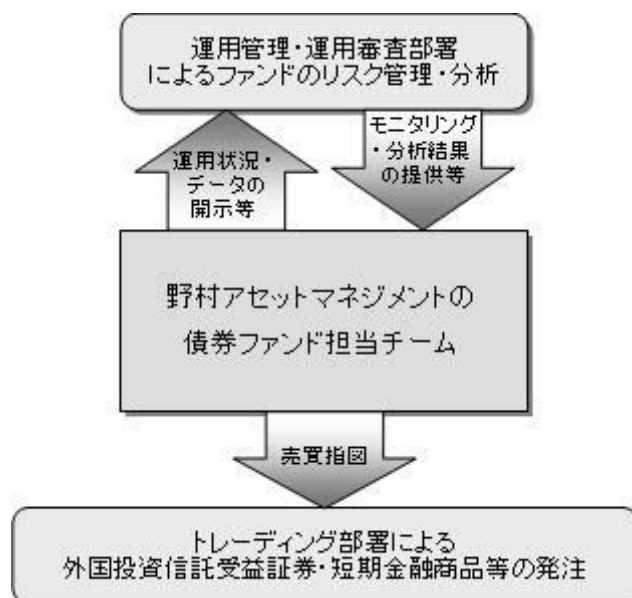 運用管理・運用審査部署
によるファンドのリスク管理・分析
運用状況・
データの
開示等
モニタリング
・分析結果
の提供等
野村アセットマネジメントの
債券ファンド担当チーム
売買指図
トレーディング部署による
外国投資信託受益証券・短期金融商品等の発注